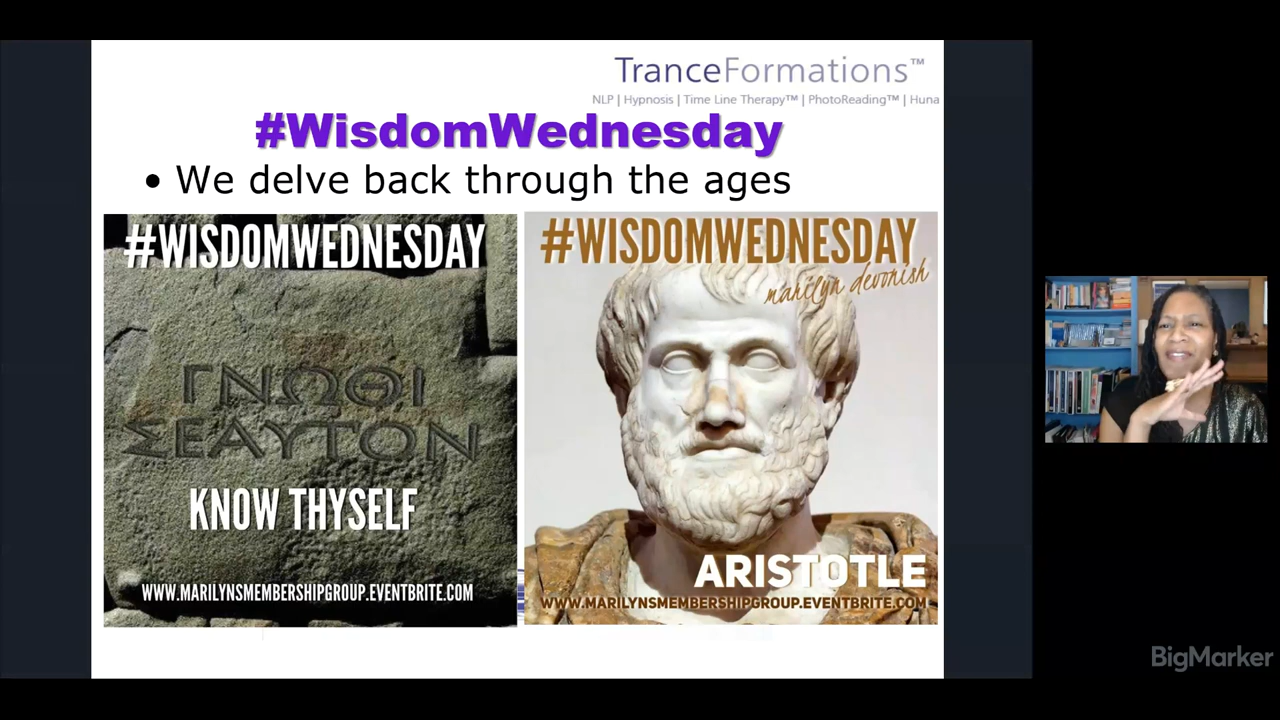 TranceFormations™
NLP | Hypnosis | Time Line Therapy™ | PhotoReading™ | Huna
#WisdomWednesday
• We delve back through the ages
#WISDOMWEDNESDAY
ΓΝΩΘΙ
ΣΕΑΥΤΟΝ
KNOW THYSELF
WWW.MARILYNSMEMBERSHIPGROUP.EVENTBRITE.COM
#WISDOMWEDNESDAY
marilyn devonish
ARISTOTLE
WWW.MARILYNSMEMBERSHIPGROUP.EVENTBRITE.COM
BigMarker